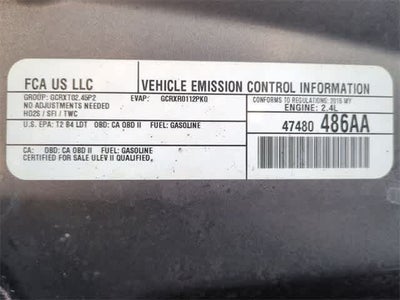 FCA US LLC
VEHICLE EMISSION CONTROL INFORMATION
GROUP: GCRXT02.45P2
EVAP: GCRXR0112PK0
NO ADJUSTMENTS NEEDED
HO2S / SFI / TWC
CONFORMS TO REGULATIONS: 2016 MY
ENGINE: 2.4L
U.S. EPA: T2 B4 LDT OBD: CA OBD II FUEL: GASOLINE
47480 486AA
CA: OBD: CA OBD II FUEL: GASOLINE
CERTIFIED FOR SALE ULEV II QUALIFIED,